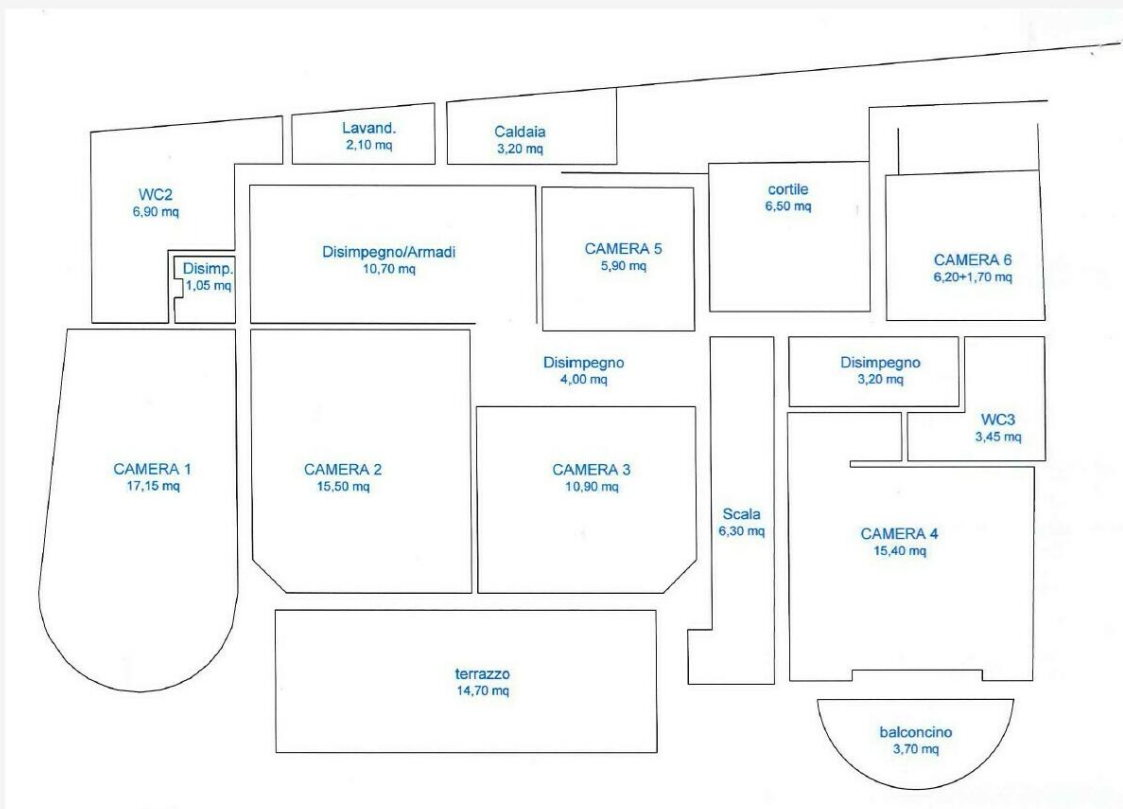 Lavand.
2,10 mq
Caldaia
3,20 mq
WC2
6,90 mq
cortile
6,50 mq
Disimpegno/Armadi
10,70 mq
CAMERA 5
5,90 mq
CAMERA 6
6,20+1,70 mq
Disimp.
1,05 mq
Disimpegno
4,00 mq
Disimpegno
3,20 mq
WC3
3,45 mq
CAMERA 1
17,15 mq
CAMERA 2
15,50 mq
CAMERA 3
10,90 mq
Scala
6,30 mq
CAMERA 4
15,40 mq
terrazzo
14,70 mq
balconcino
3,70 mq